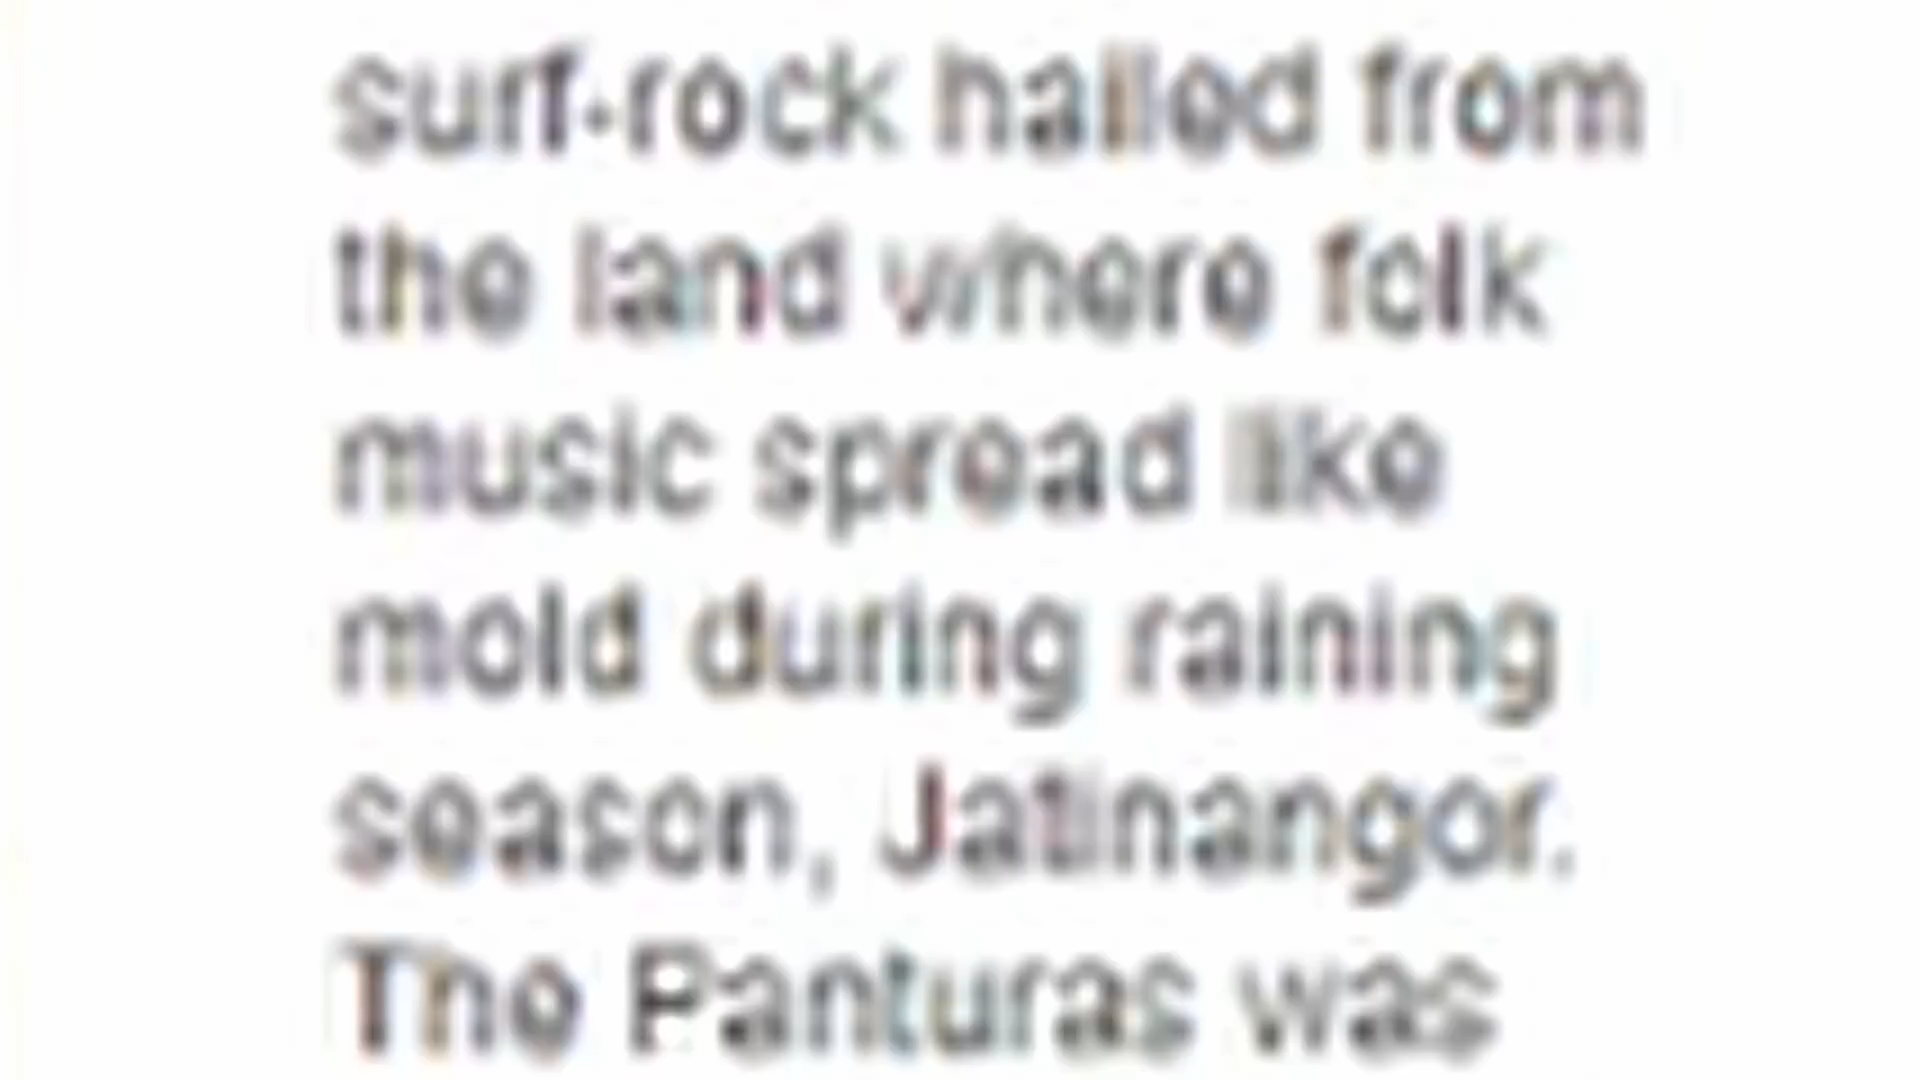 surf-rock hailed from
the land where folk
music spread like
mold during raining
season, Jatinangor.
The Panturas was